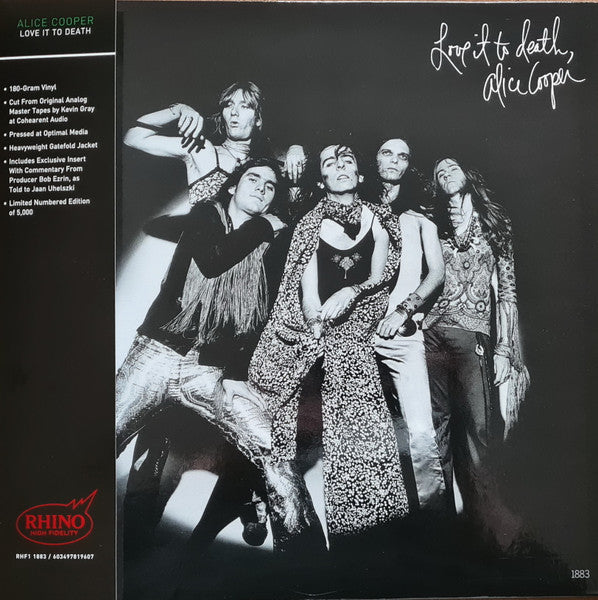 ALICE COOPER
LOVE IT TO DEATH
• 180-Gram Vinyl
• Cut From Original Analog
Master Tapes by Kevin Gray
at Cohearent Audio
• Pressed at Optimal Media
• Heavyweight Gatefold Jacket
• Includes Exclusive Insert
With Commentary From
Producer Bob Ezrin, as
Told to Jaan Uhelszki
• Limited Numbered Edition
of 5,000
RHINO
HIGH FIDELITY
RHF1 1883 / 603497819607
Love it to death,
Alice Cooper
1883